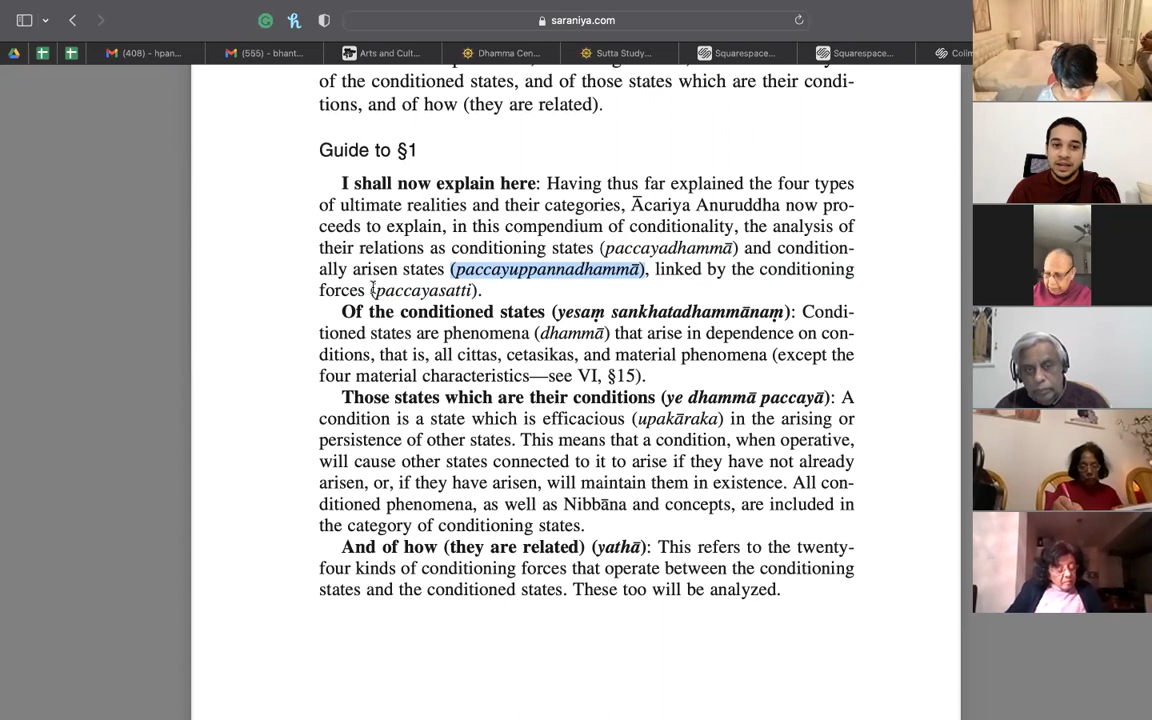 saraniya.com
(408) - hpan...
(555) - bhant...
Arts and Cult...
Dhamma Cen...
Sutta Study...
Squarespace...
Squarespace...
Colim
of the conditioned states, and of those states which are their condi-
tions, and of how (they are related).
Guide to §1
I shall now explain here: Having thus far explained the four types
of ultimate realities and their categories, Ācariya Anuruddha now pro-
ceeds to explain, in this compendium of conditionality, the analysis of
their relations as conditioning states (paccayadhammā) and condition-
ally arisen states (paccayuppannadhammā), linked by the conditioning
forces (paccayasatti).
Of the conditioned states (yesaṃ sankhatadhammānaṃ): Condi-
tioned states are phenomena (dhammā) that arise in dependence on con-
ditions, that is, all cittas, cetasikas, and material phenomena (except the
four material characteristics—see VI, §15).
Those states which are their conditions (ye dhammā paccayā): A
condition is a state which is efficacious (upakāraka) in the arising or
persistence of other states. This means that a condition, when operative,
will cause other states connected to it to arise if they have not already
arisen, or, if they have arisen, will maintain them in existence. All con-
ditioned phenomena, as well as Nibbāna and concepts, are included in
the category of conditioning states.
And of how (they are related) (yathā): This refers to the twenty-
four kinds of conditioning forces that operate between the conditioning
states and the conditioned states. These too will be analyzed.